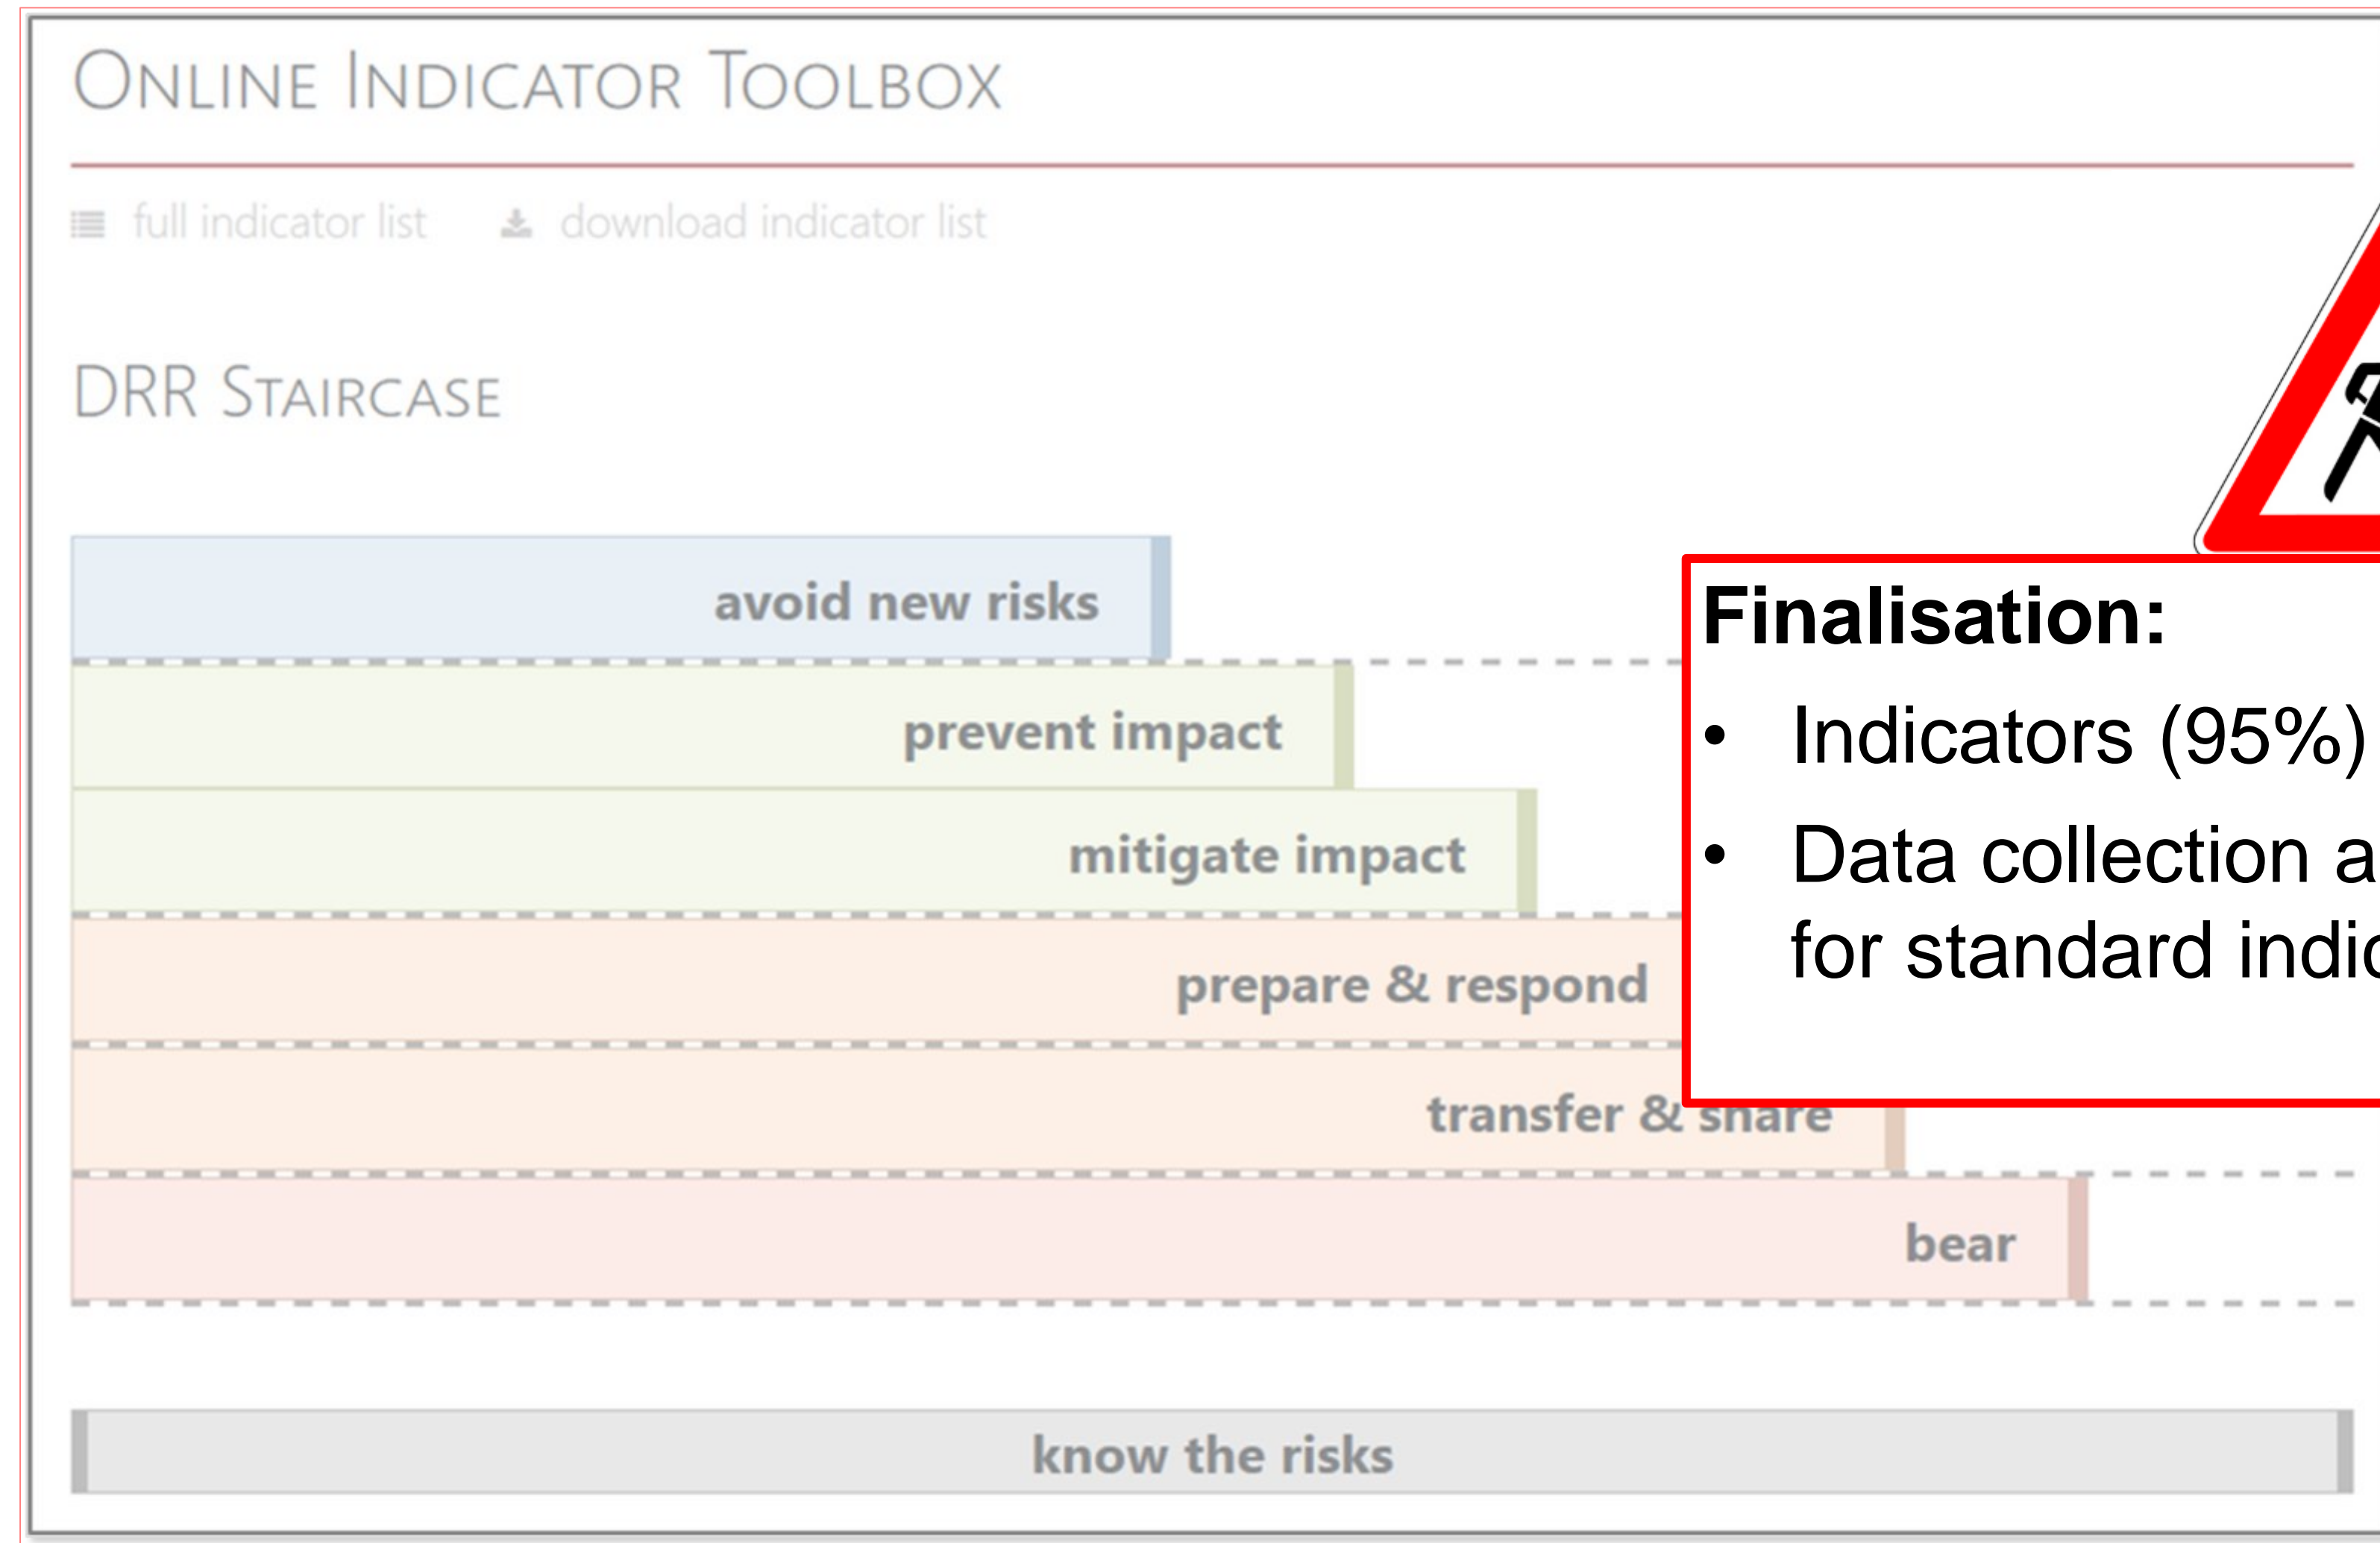 ONLINE INDICATOR TOOLBOX
full indicator list download indicator list
DRR STAIRCASE
avoid new risks
prevent impact
mitigate impact
prepare & respond
transfer & share
bear
know the risks
Finalisation:
• Indicators (95%)
• Data collection
for standard